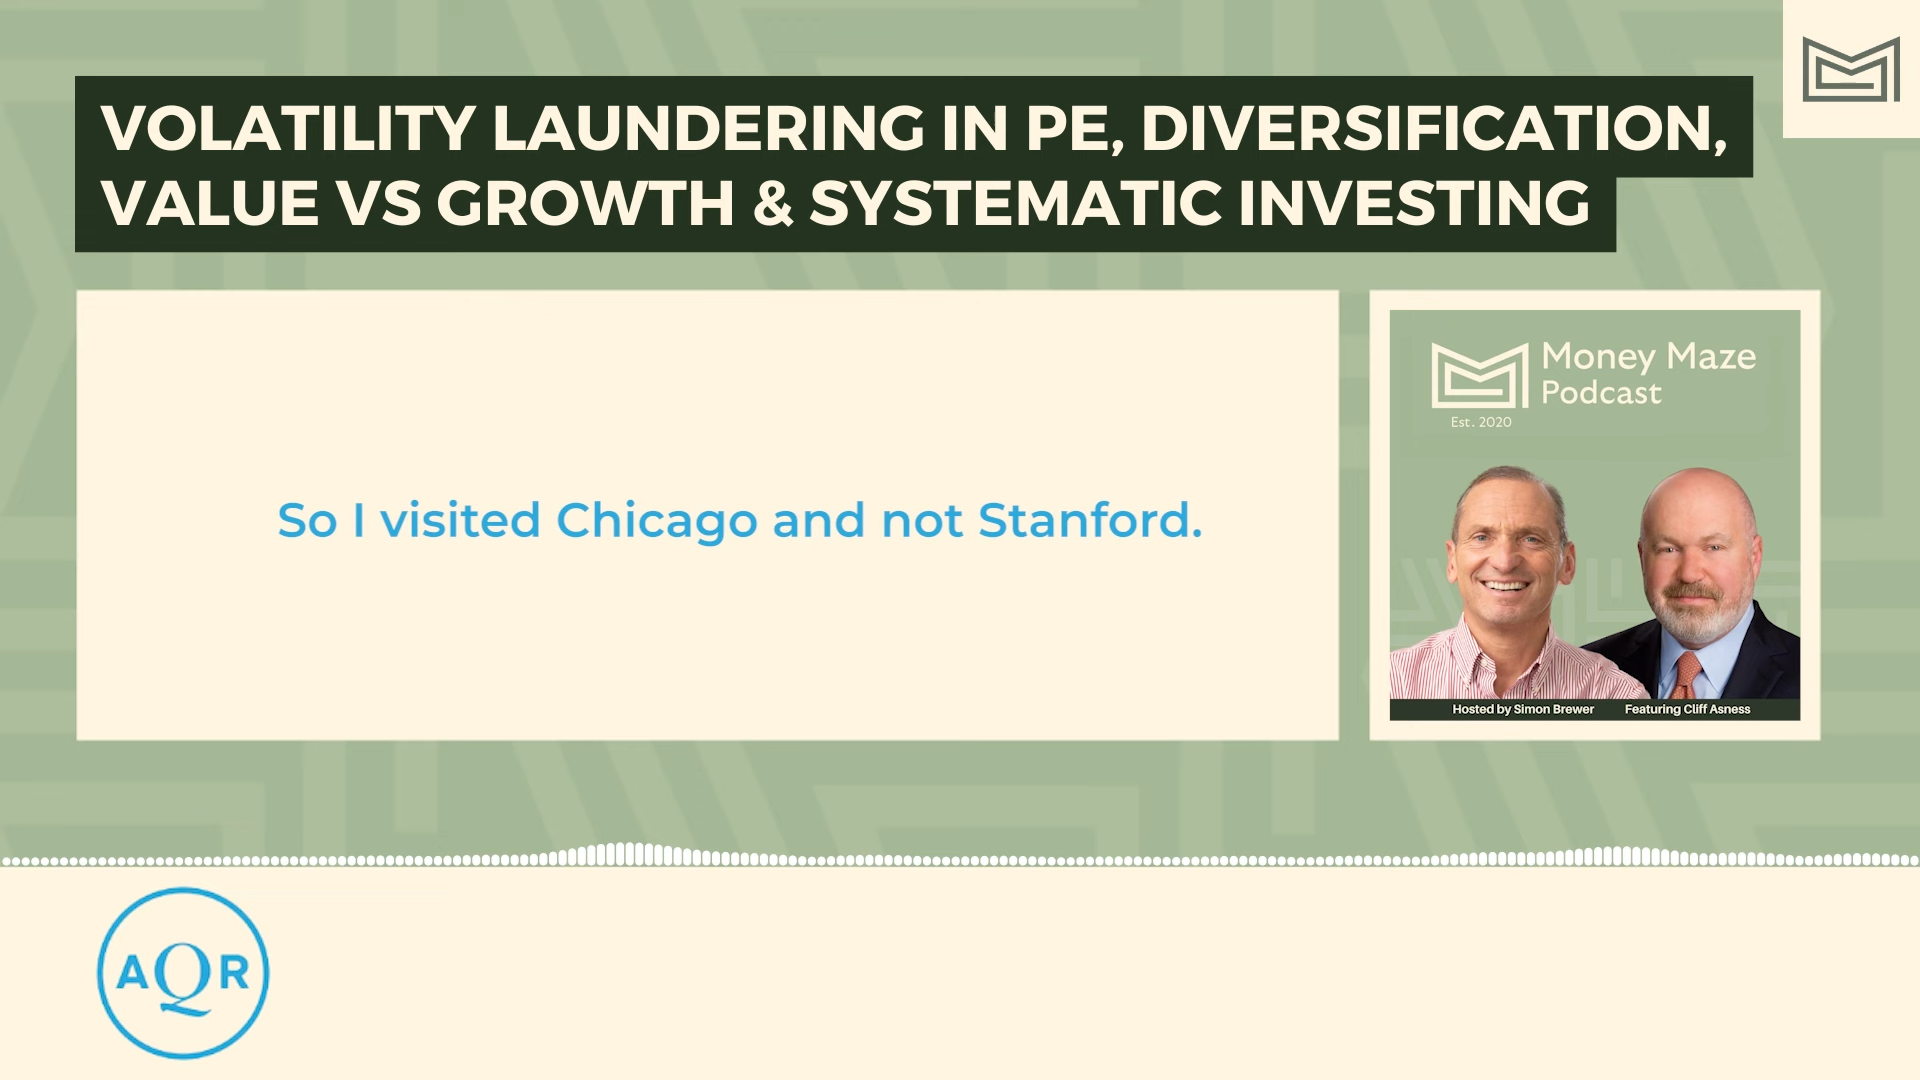 VOLATILITY LAUNDERING IN PE, DIVERSIFICATION,
VALUE VS GROWTH & SYSTEMATIC INVESTING
So I visited Chicago and not Stanford.
Money Maze
Podcast
Est. 2020
Hosted by Simon Brewer
Featuring Cliff Asness
AQR